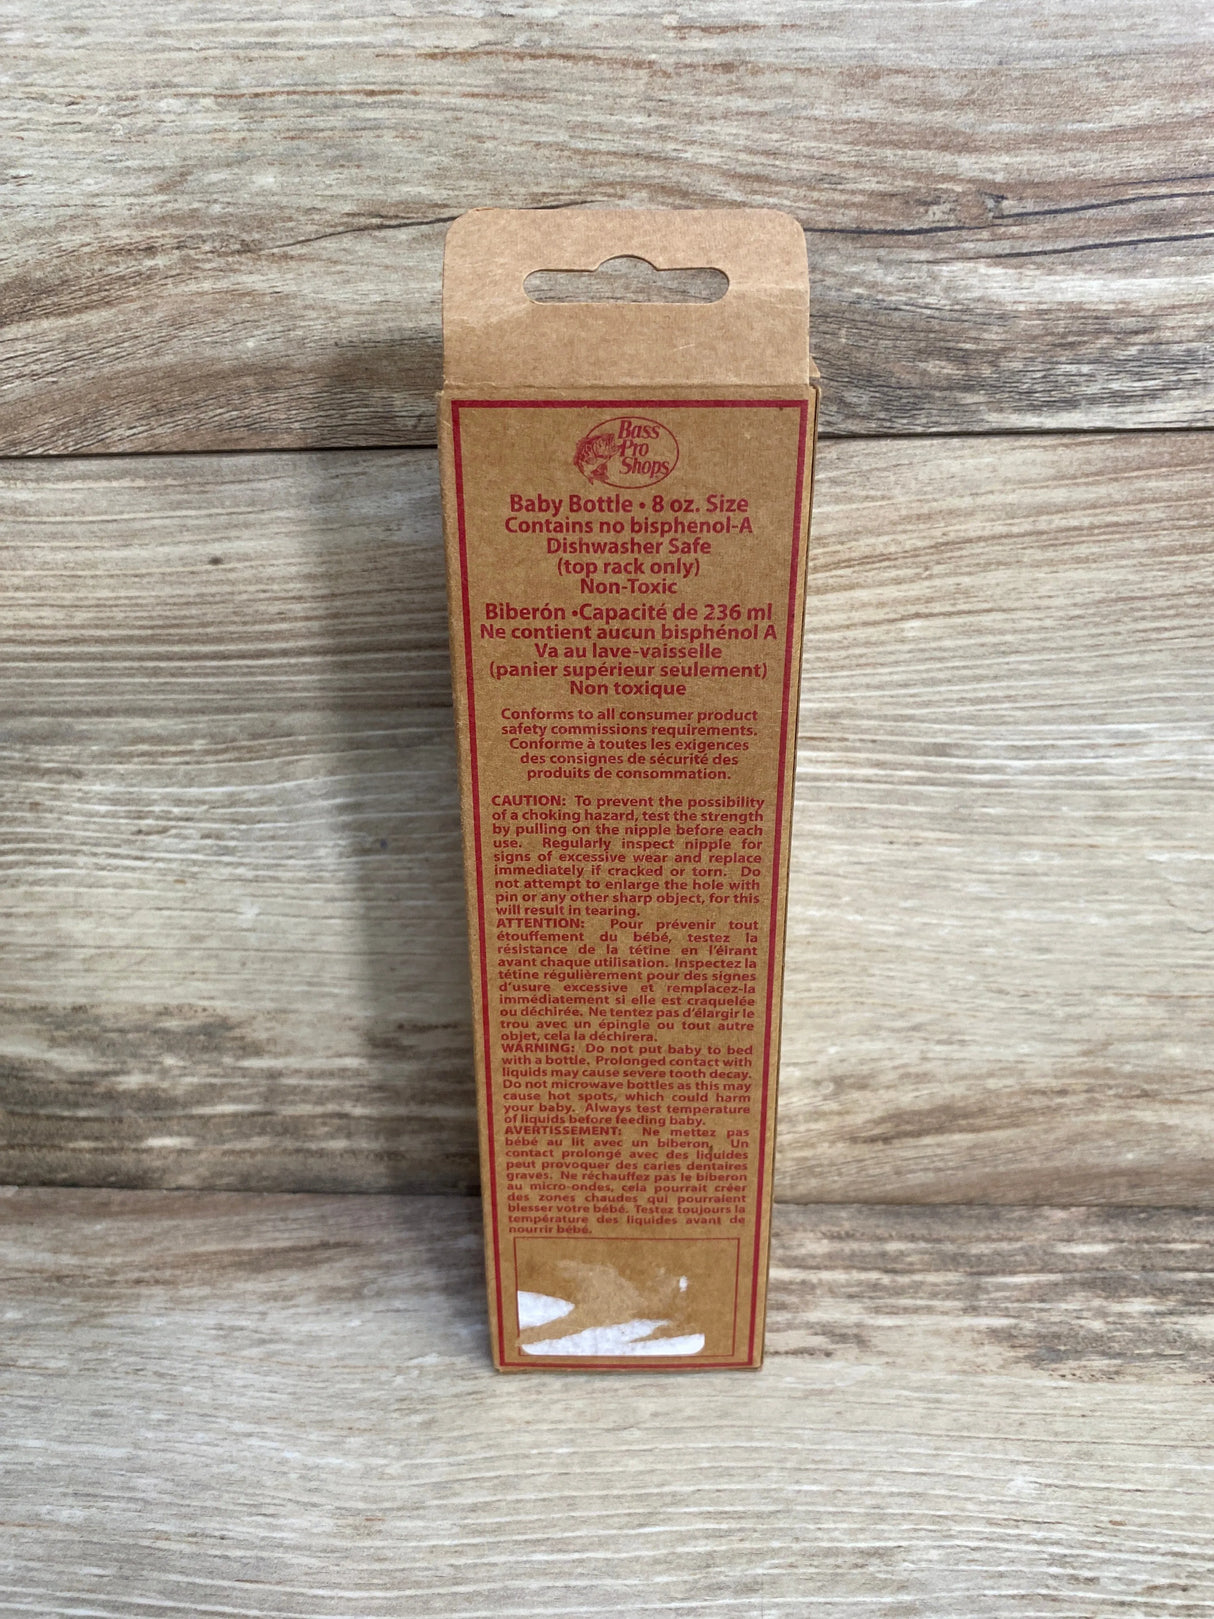 Bass
Pro
Shops
Baby Bottle • 8 oz. Size
Contains no bisphenol-A
Dishwasher Safe
(top rack only)
Non-Toxic
Biberón •Capacité de 236 ml
Ne contient aucun bisphénol A
Va au lave-vaisselle
(panier supérieur seulement)
Non toxique
Conforms to all consumer product
safety commissions requirements.
Conforme à toutes les exigences
des consignes de sécurité des
produits de consommation.
CAUTION: To prevent the possibility
of a choking hazard, test the strength
by pulling on the nipple before each
use. Regularly inspect nipple for
signs of excessive wear and replace
immediately if cracked or torn. Do
not attempt to enlarge the hole with
pin or any other sharp object, for this
will result in tearing.
ATTENTION: Pour prévenir tout
étouffement du bébé, testez la
résistance de la tétine en l'éirant
avant chaque utilisation. Inspectez la
tétine régulièrement pour des signes
d'usure excessive et remplacez-la
immédiatement si elle est craquelée
ou déchirée. Ne tentez pas d'élargir le
trou avec un épingle ou tout autre
objet, cela la déchirera.
WARNING: Do not put baby to bed
with a bottle. Prolonged contact with
liquids may cause severe tooth decay.
Do not microwave bottles as this may
cause hot spots, which could harm
your baby. Always test temperature
of liquids before feeding baby.
AVERTISSEMENT: Ne mettez pas
bébé au lit avec un biberon. Un
contact prolongé avec des liquides
peut provoquer des caries dentaires
graves. Ne réchauffez pas le biberon
au micro-ondes, cela pourrait créer
des zones chaudes qui pourraient
blesser votre bébé. Testez toujours la
température des liquides avant de
nourrir bébé.